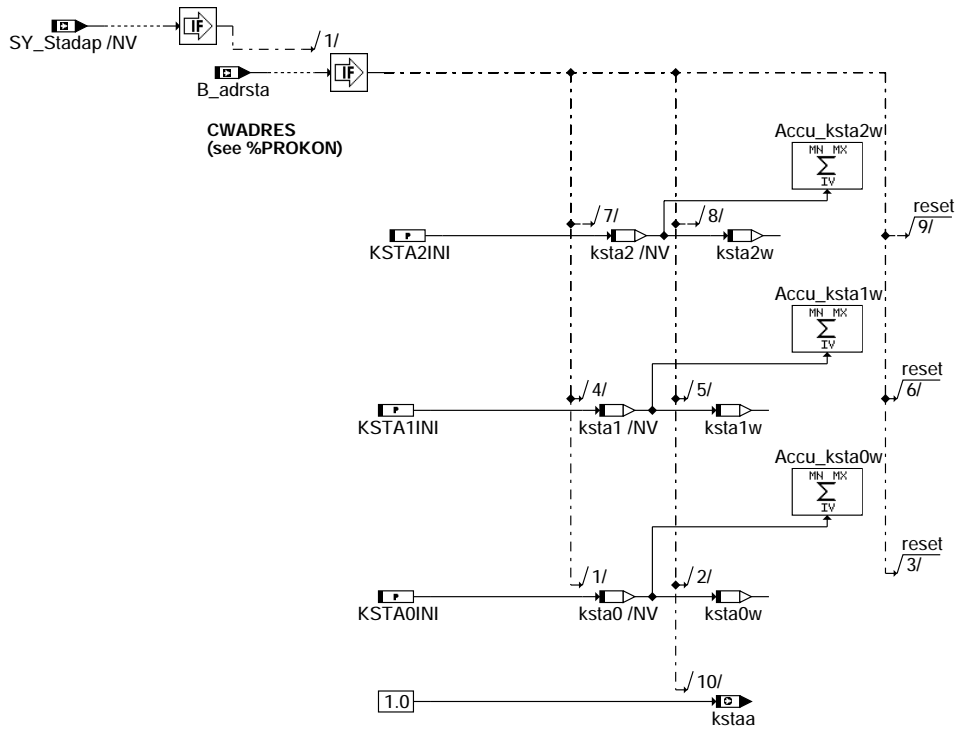 SY_Stadap /NV
IF
1/
B_adrsta
IF
CWADRES
(see %PROKON)
Accu_ksta2w
MN MX
Σ
IV
reset
9/
7/
8/
P
KSTA2INI
ksta2 /NV
ksta2w
Accu_ksta1w
MN MX
Σ
IV
reset
6/
4/
5/
P
KSTA1INI
ksta1 /NV
ksta1w
Accu_ksta0w
MN MX
Σ
IV
reset
3/
1/
2/
P
KSTA0INI
ksta0 /NV
ksta0w
10/
1.0
kstaa